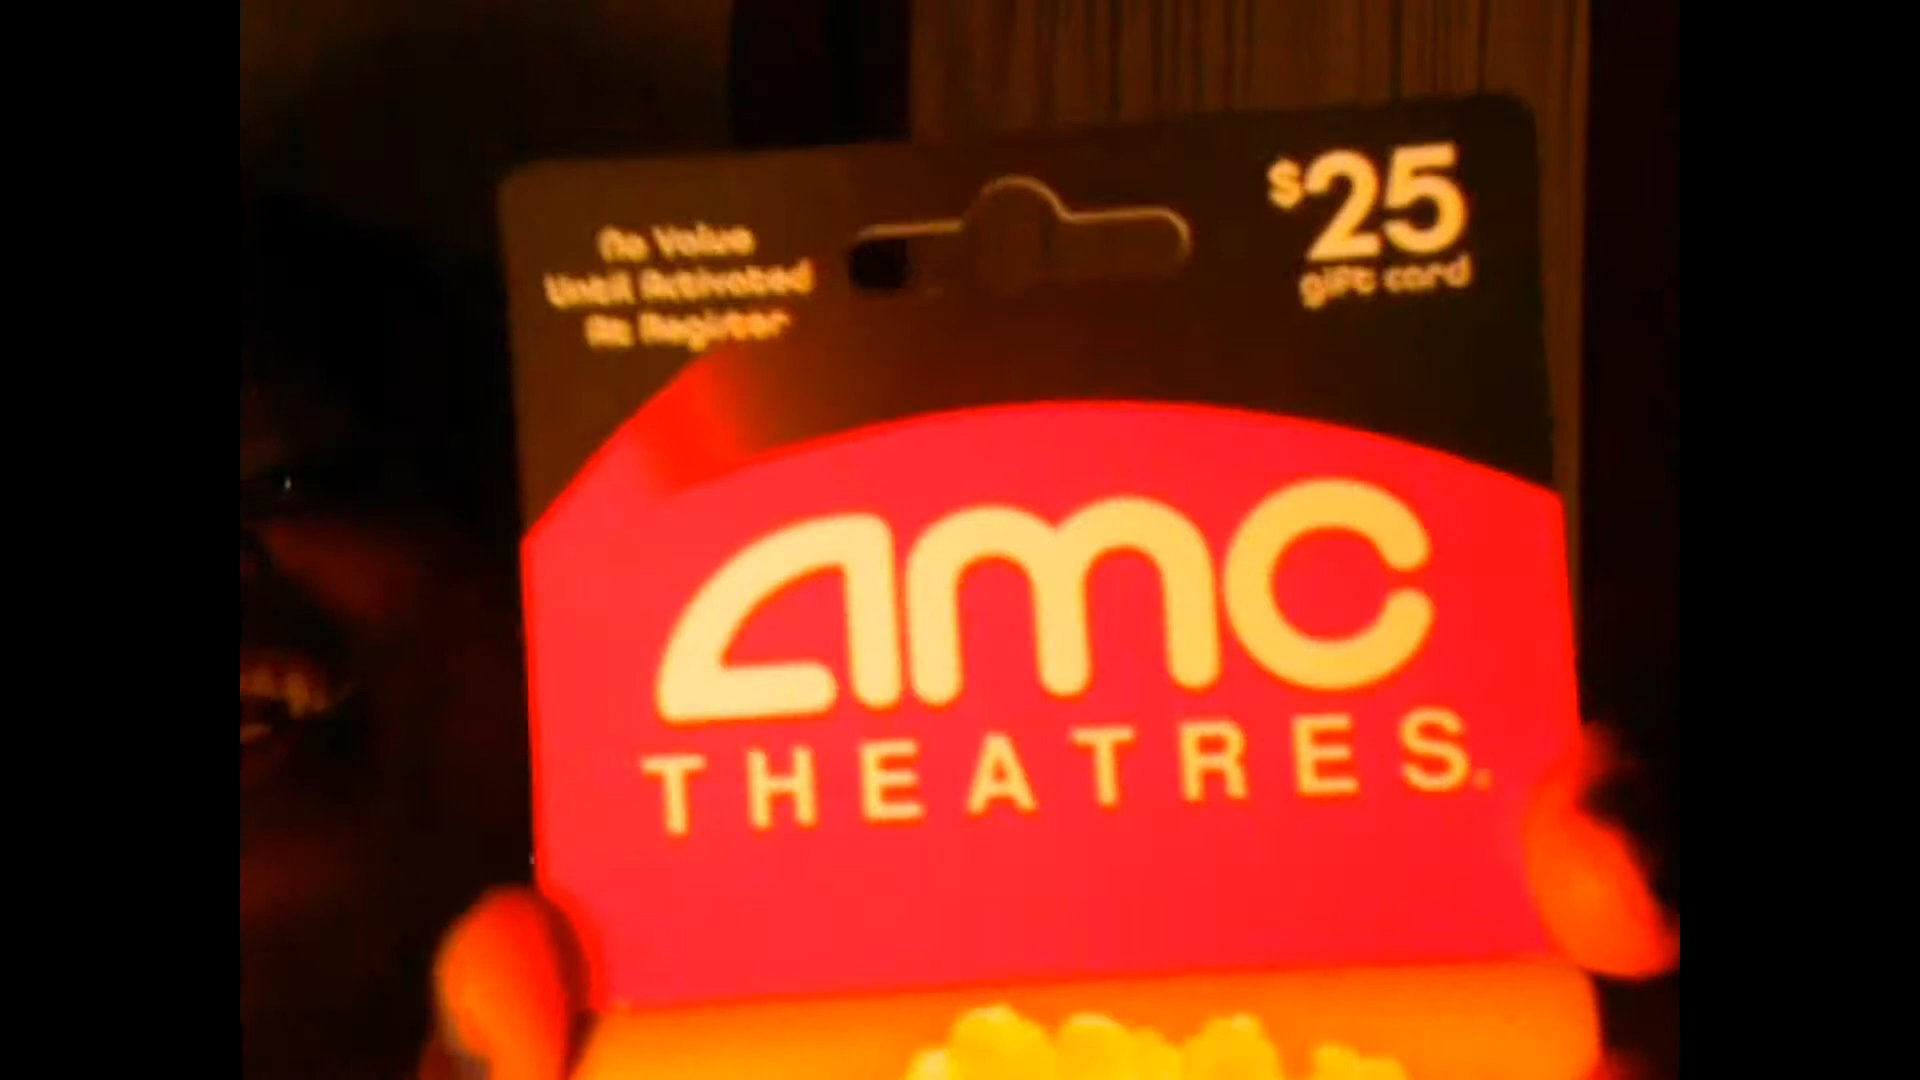 No Value
Until Activated
At Register
$25
gift card
amc
THEATRES